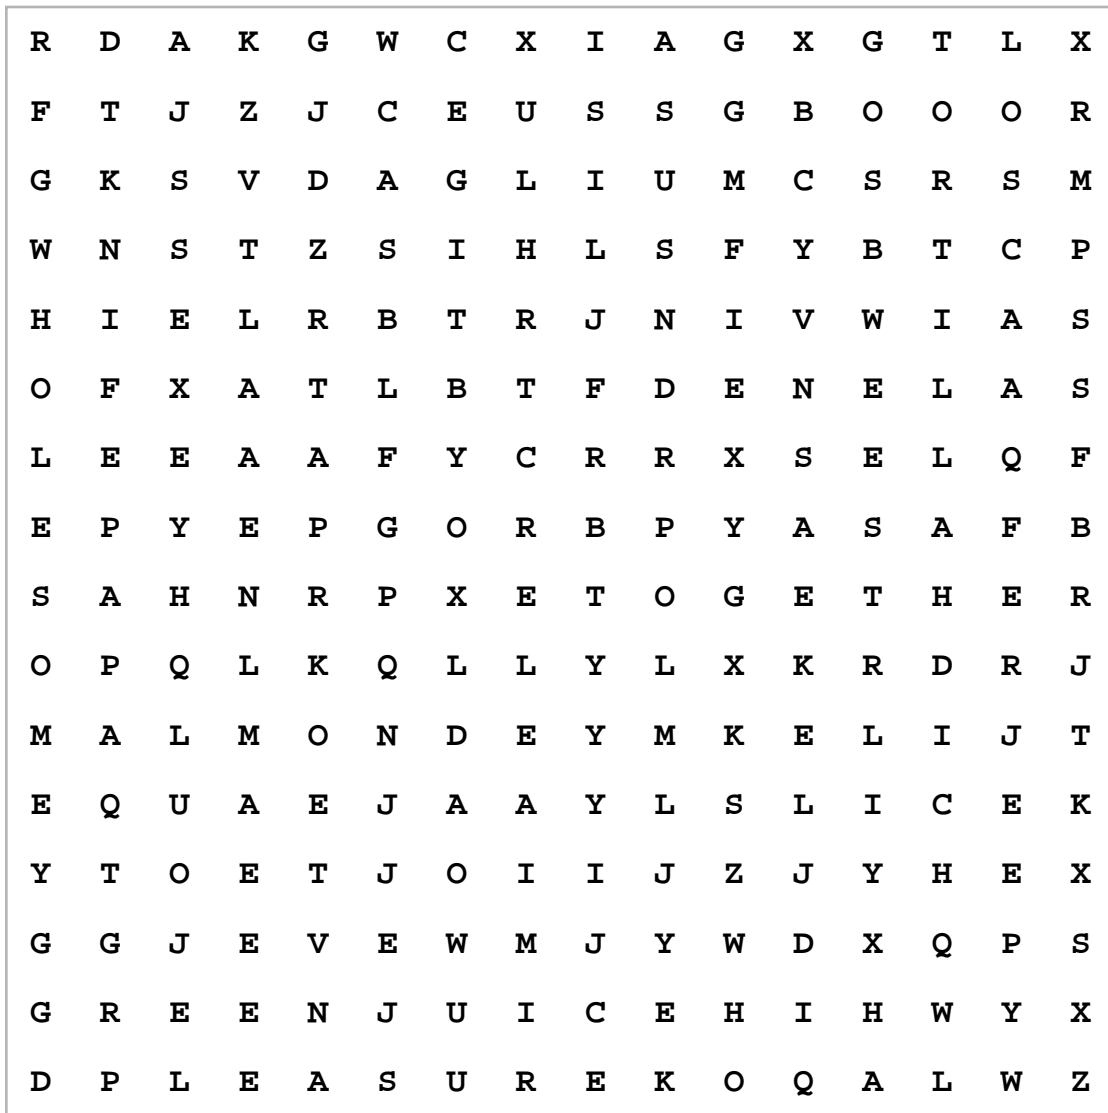 R D A K G W C X I A G X G T L X
F T J Z J C E U S S G B O O O R
G K S V D A G L I U M C S R S M
W N S T Z S I H L S F Y B T C P
H I E L R B T R J N I V W I A S
O F X A T L B T F D E N E L A S
L E E A A F Y C R R X S E L Q F
E P Y E P G O R B P Y A S A F B
S A H N R P X E T O G E T H E R
O P Q L K Q L L Y L X K R D R J
M A L M O N D E Y M K E L I J T
E Q U A E J A A Y L S L I C E K
Y T O E T J O I I J Z J Y H E X
G G J E V E W M J Y W D X Q P S
G R E E N J U I C E H I H W Y X
D P L E A S U R E K O Q A L W Z